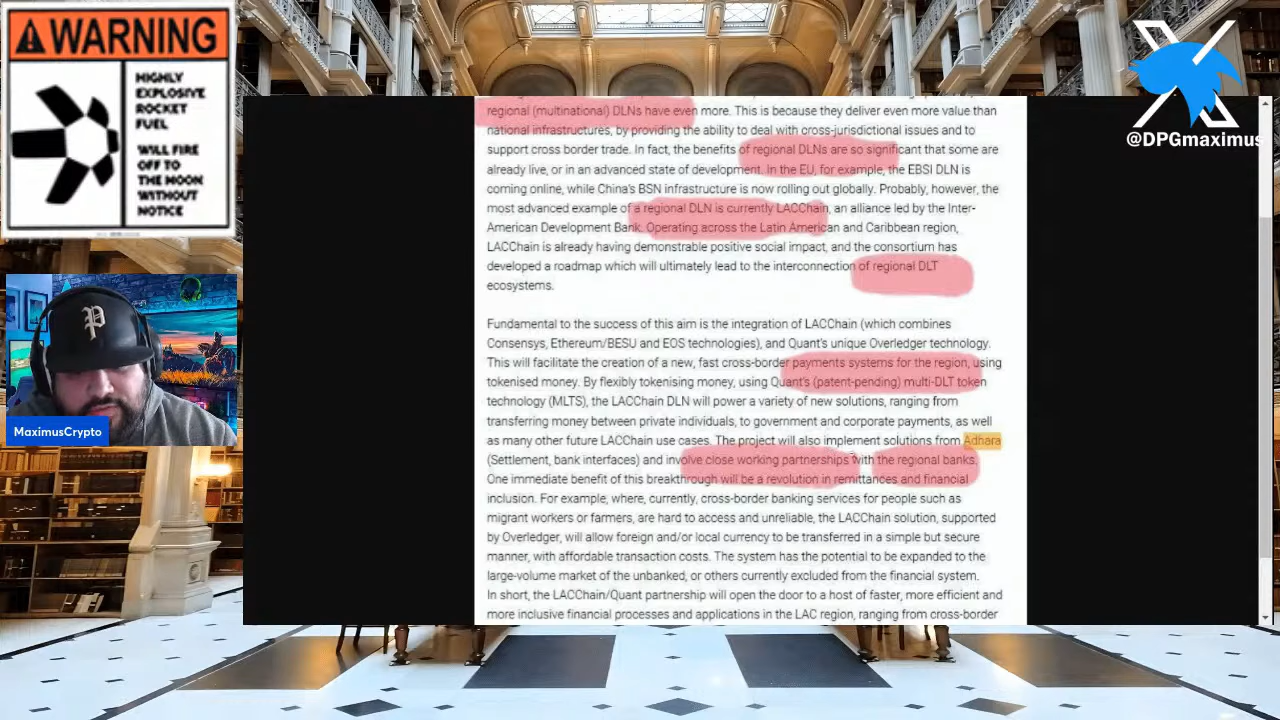 WARNING
HIGHLY
EXPLOSIVE
ROCKET
FUEL
WILL FIRE
OFF TO
THE MOON
WITHOUT
NOTICE
X
@DPGmaximus
P
MaximusCrypto
regional (multinational) DLNs have even more. This is because they deliver even more value than
national infrastructures, by providing the ability to deal with cross-jurisdictional issues and to
support cross border trade. In fact, the benefits of regional DLNs are so significant that some are
already live, or in an advanced state of development. In the EU, for example, the EBSI DLN is
coming online, while China's BSN infrastructure is now rolling out globally. Probably, however, the
most advanced example of a regional DLN is currently LACChain, an alliance led by the Inter-
American Development Bank. Operating across the Latin American and Caribbean region,
LACChain is already having demonstrable positive social impact, and the consortium has
developed a roadmap which will ultimately lead to the interconnection of regional DLT
ecosystems.
Fundamental to the success of this aim is the integration of LACChain (which combines
Consensys, Ethereum/BESU and EOS technologies), and Quant's unique Overledger technology.
This will facilitate the creation of a new, fast cross-border payments systems for the region, using
tokenised money. By flexibly tokenising money, using Quant's (patent-pending) multi-DLT token
technology (MLTS), the LACChain DLN will power a variety of new solutions, ranging from
transferring money between private individuals, to government and corporate payments, as well
as many other future LACChain use cases. The project will also implement solutions from Adhara
(Settlement, bank interfaces) and involve close working partnerships with the regional banks.
One immediate benefit of this breakthrough will be a revolution in remittances and financial
inclusion. For example, where, currently, cross-border banking services for people such as
migrant workers or farmers, are hard to access and unreliable, the LACChain solution, supported
by Overledger, will allow foreign and/or local currency to be transferred in a simple but secure
manner, with affordable transaction costs. The system has the potential to be expanded to the
large-volume market of the unbanked, or others currently excluded from the financial system.
In short, the LACChain/Quant partnership will open the door to a host of faster, more efficient and
more inclusive financial processes and applications in the LAC region, ranging from cross-border